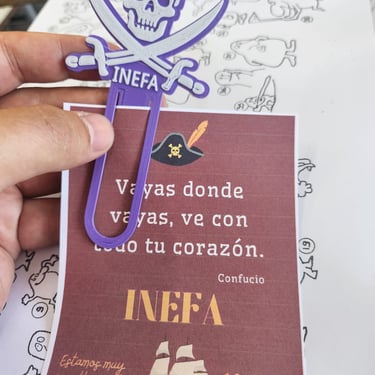 INEFA
Vayas donde
vayas, ve con
todo tu corazón.
Confucio
INEFA
Estamos muy